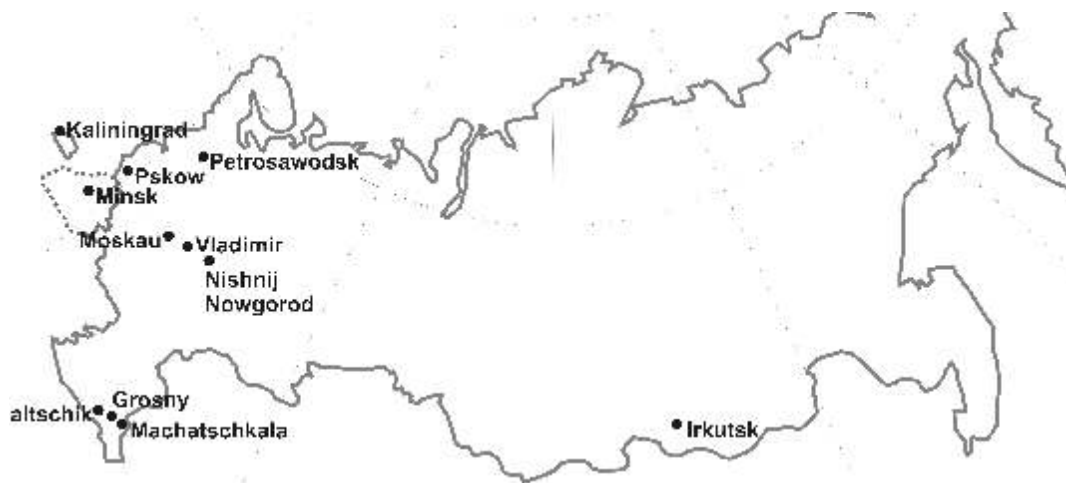 Kaliningrad
Petrosawodsk
Pskow
Minsk
Moskau
Vladimir
Nishnij
Nowgorod
Grosny
altschik
Machatschkala
Irkutsk